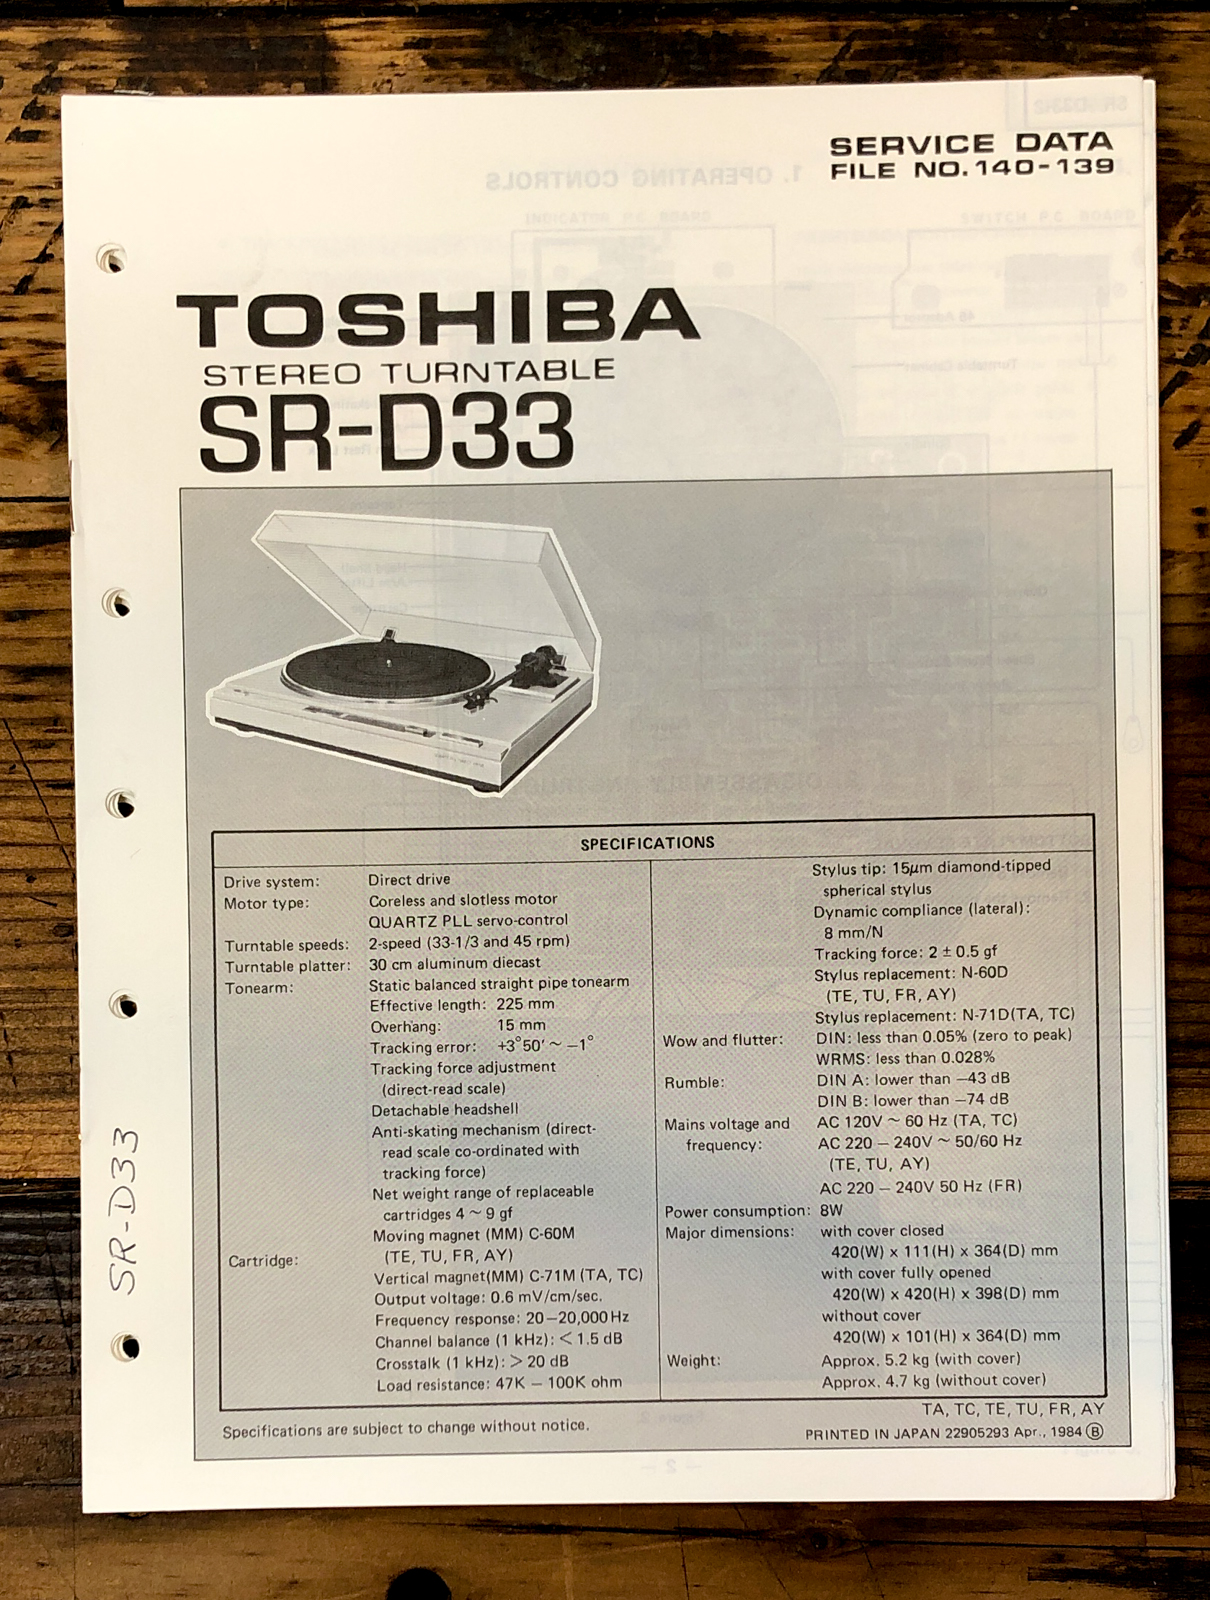 SERVICE DATA
FILE NO. 140-139
TOSHIBA
STEREO TURNTABLE
SR-D33
SPECIFICATIONS
Drive system: Direct drive
Motor type: Coreless and slotless motor
QUARTZ PLL servo-control
Turntable speeds: 2-speed (33-1/3 and 45 rpm)
Turntable platter: 30 cm aluminum diecast
Tonearm: Static balanced straight pipe tonearm
Effective length: 225 mm
Overhang: 15 mm
Tracking error: +3°50' ~ −1°
Tracking force adjustment
(direct-read scale)
Detachable headshell
Anti-skating mechanism (direct-
read scale co-ordinated with
tracking force)
Net weight range of replaceable
cartridges 4 ~ 9 gf
Moving magnet (MM) C-60M
Cartridge: (TE, TU, FR, AY)
Vertical magnet(MM) C-71M (TA, TC)
Output voltage: 0.6 mV/cm/sec.
Frequency response: 20−20,000 Hz
Channel balance (1 kHz): < 1.5 dB
Crosstalk (1 kHz): > 20 dB
Load resistance: 47K − 100K ohm
Stylus tip: 15μm diamond-tipped
spherical stylus
Dynamic compliance (lateral):
8 mm/N
Tracking force: 2 ± 0.5 gf
Stylus replacement: N-60D
(TE, TU, FR, AY)
Stylus replacement: N-71D(TA, TC)
Wow and flutter: DIN: less than 0.05% (zero to peak)
WRMS: less than 0.028%
Rumble: DIN A: lower than −43 dB
DIN B: lower than −74 dB
Mains voltage and AC 120V ~ 60 Hz (TA, TC)
frequency: AC 220 − 240V ~ 50/60 Hz
(TE, TU, AY)
AC 220 − 240V 50 Hz (FR)
Power consumption: 8W
Major dimensions: with cover closed
420(W) x 111(H) x 364(D) mm
with cover fully opened
420(W) x 420(H) x 398(D) mm
without cover
420(W) x 101(H) x 364(D) mm
Weight: Approx. 5.2 kg (with cover)
Approx. 4.7 kg (without cover)
TA, TC, TE, TU, FR, AY
Specifications are subject to change without notice.
PRINTED IN JAPAN 22905293 Apr., 1984 Ⓑ
SR-D33